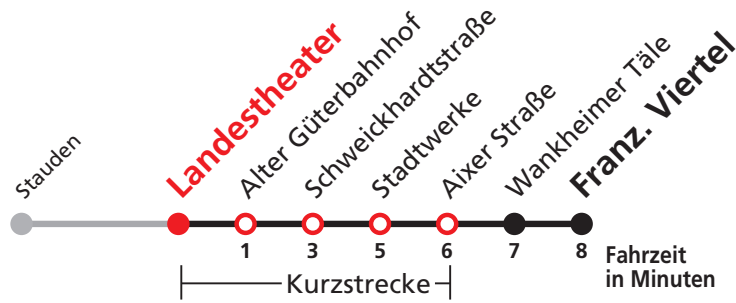 Stauden
Landestheater
Alter Güterbahnhof
Schweickhardtstraße
Stadtwerke
Aixer Straße
Wankheimer Täle
Franz. Viertel
1 3 5 6 7 8 Fahrzeit
in Minuten
Kurzstrecke